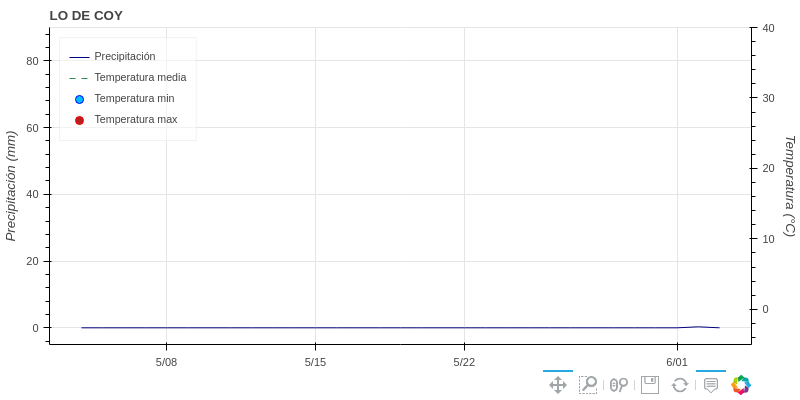 LO DE COY
Precipitación
Temperatura media
Temperatura min
Temperatura max
Precipitación (mm)
80
60
40
20
0
Temperatura (°C)
40
30
20
10
0
5/08 5/15 5/22 6/01